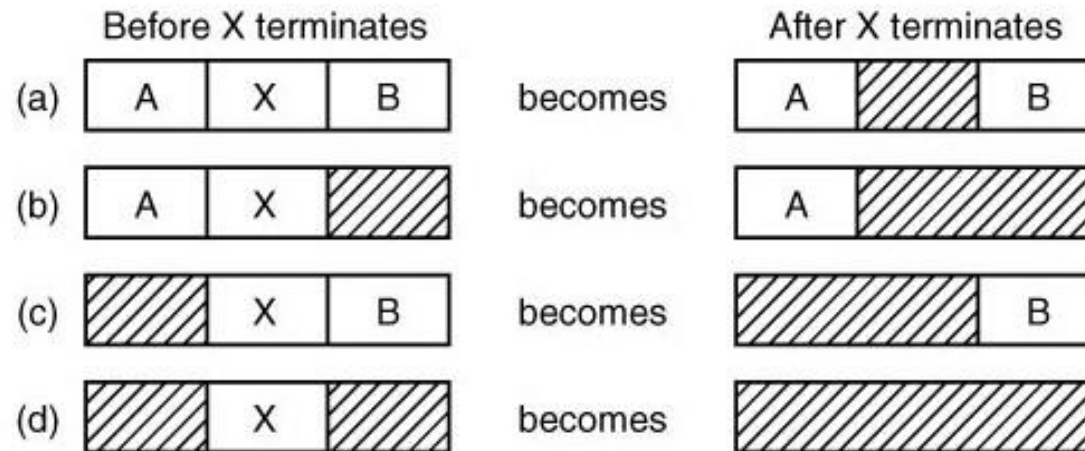 Before X terminates After X terminates
(a) A X B becomes A B
(b) A X becomes A
(c) X B becomes B
(d) X becomes